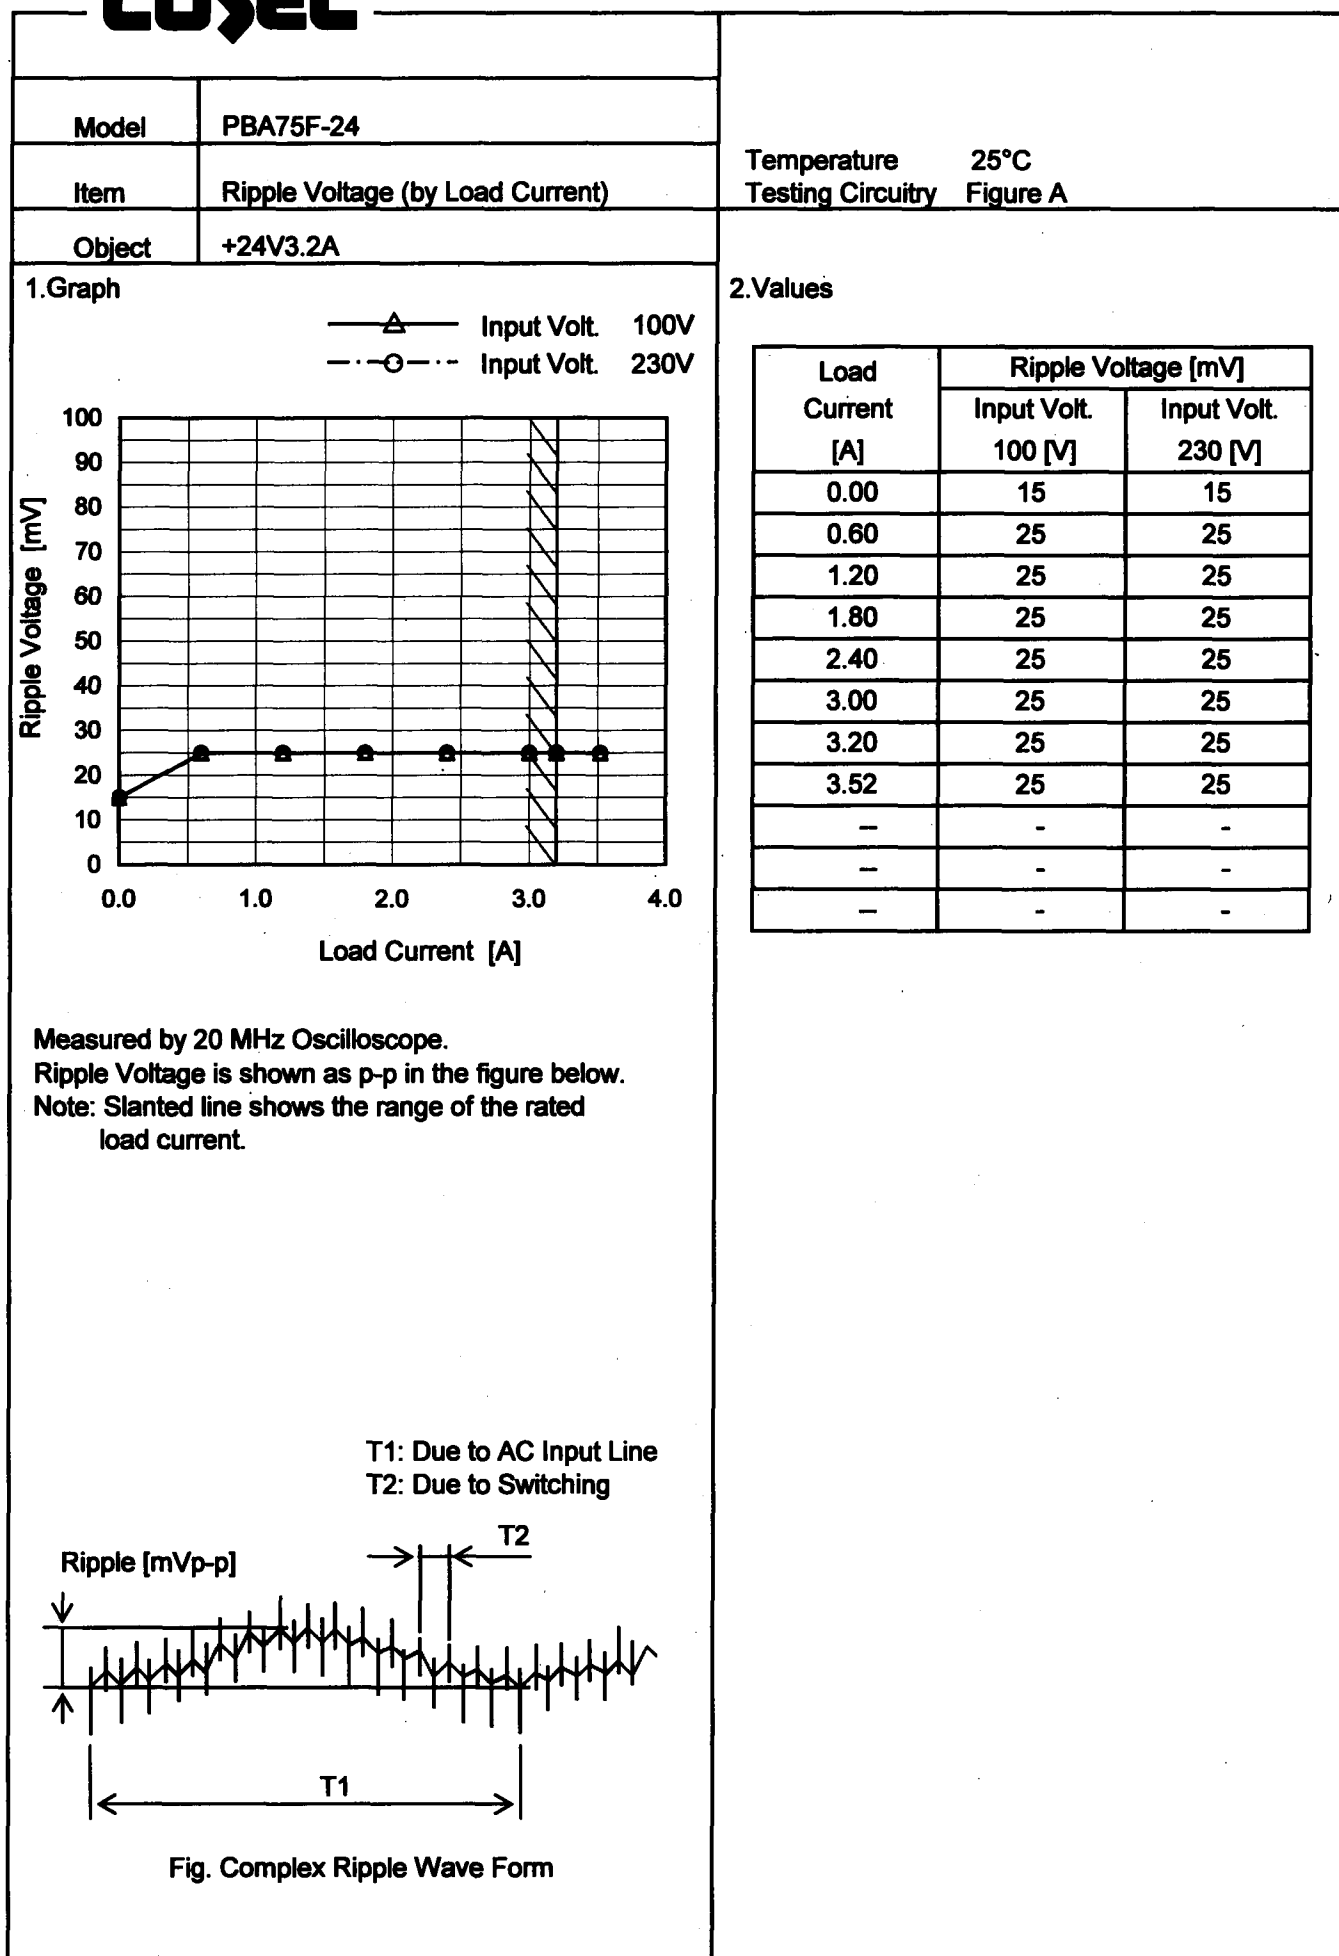 COSEL
Model PBA75F-24
Item Ripple Voltage (by Load Current)
Object +24V3.2A
Temperature 25°C
Testing Circuitry Figure A
1.Graph
Input Volt. 100V
Input Volt. 230V
Ripple Voltage [mV]
100
90
80
70
60
50
40
30
20
10
0
0.0 1.0 2.0 3.0 4.0
Load Current [A]
Measured by 20 MHz Oscilloscope.
Ripple Voltage is shown as p-p in the figure below.
Note: Slanted line shows the range of the rated
load current.
T1: Due to AC Input Line
T2: Due to Switching
T2
Ripple [mVp-p]
T1
Fig. Complex Ripple Wave Form
2.Values
Load Ripple Voltage [mV]
Current Input Volt. Input Volt.
[A] 100 [V] 230 [V]
0.00 15 15
0.60 25 25
1.20 25 25
1.80 25 25
2.40 25 25
3.00 25 25
3.20 25 25
3.52 25 25
-- - -
-- - -
-- - -